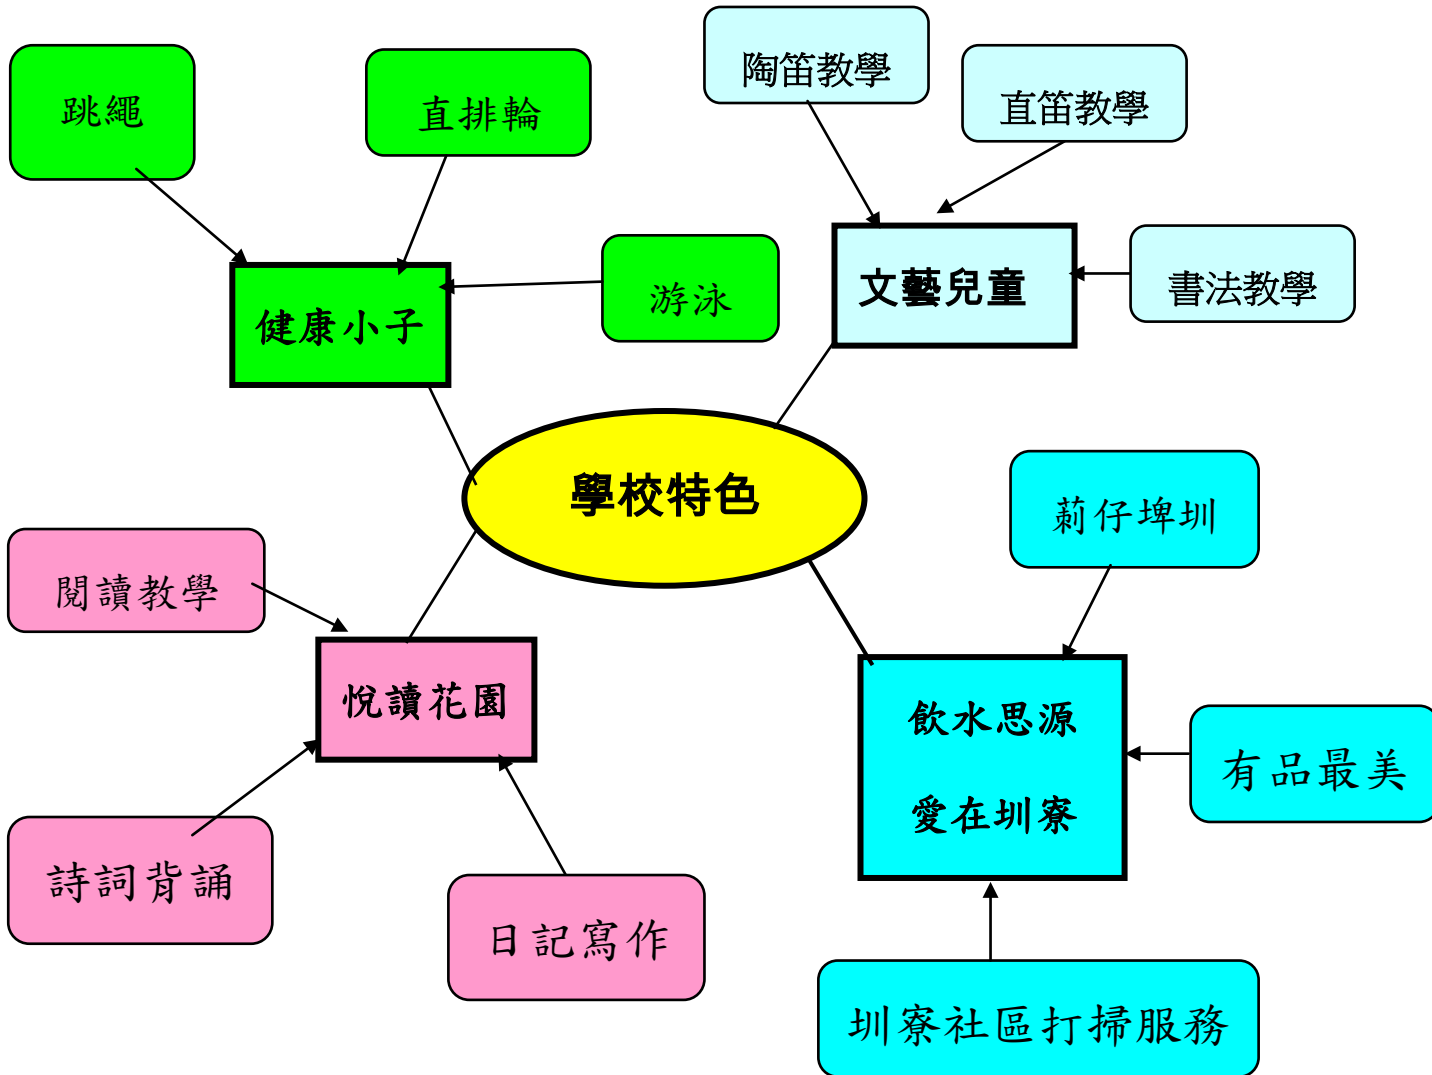 跳繩
直排輪
游泳
健康小子
陶笛教學
直笛教學
書法教學
文藝兒童
學校特色
閱讀教學
悅讀花園
詩詞背誦
日記寫作
莿仔埤圳
飲水思源
愛在圳寮
有品最美
圳寮社區打掃服務